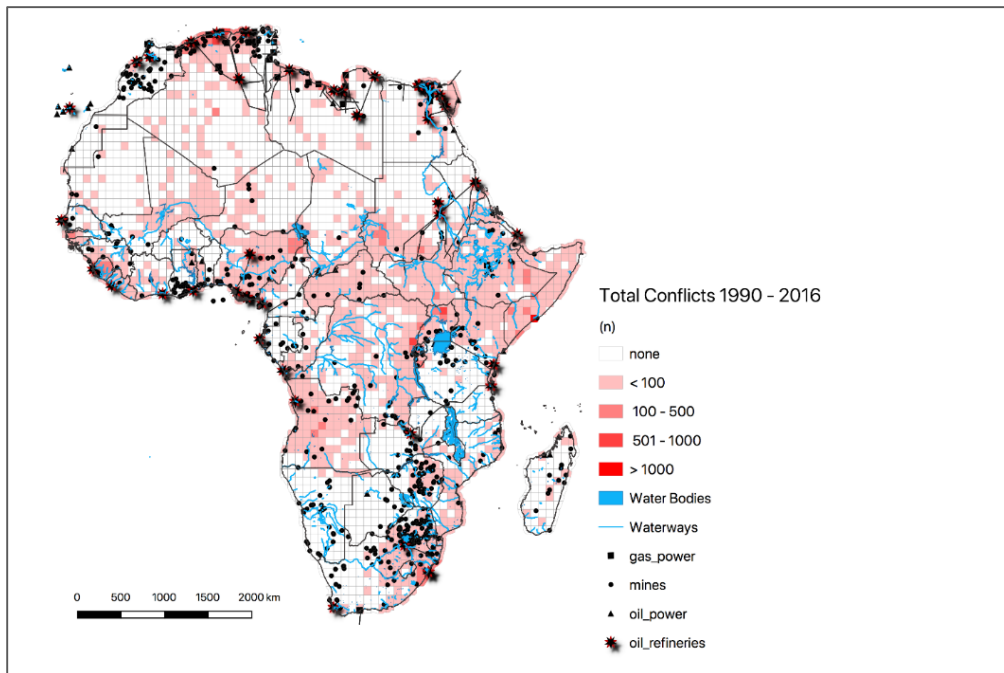 Total Conflicts 1990 - 2016
(n)
none
< 100
100 - 500
501 - 1000
> 1000
Water Bodies
Waterways
gas_power
mines
oil_power
oil_refineries
0 500 1000 1500 2000 km